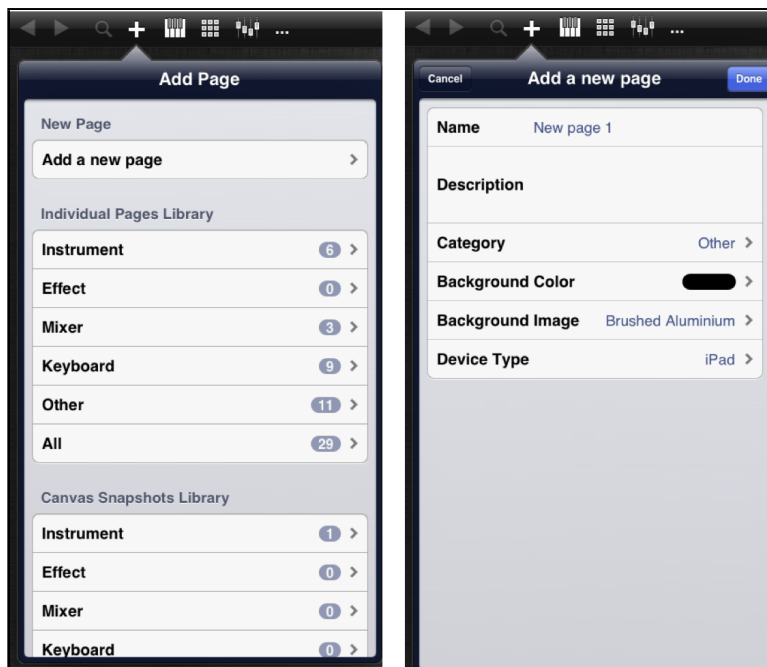 Add Page
New Page
Add a new page
Individual Pages Library
Instrument 6
Effect 0
Mixer 3
Keyboard 9
Other 11
All 29
Canvas Snapshots Library
Instrument 1
Effect 0
Mixer 0
Keyboard 0
Cancel Add a new page Done
Name New page 1
Description
Category Other
Background Color
Background Image Brushed Aluminium
Device Type iPad